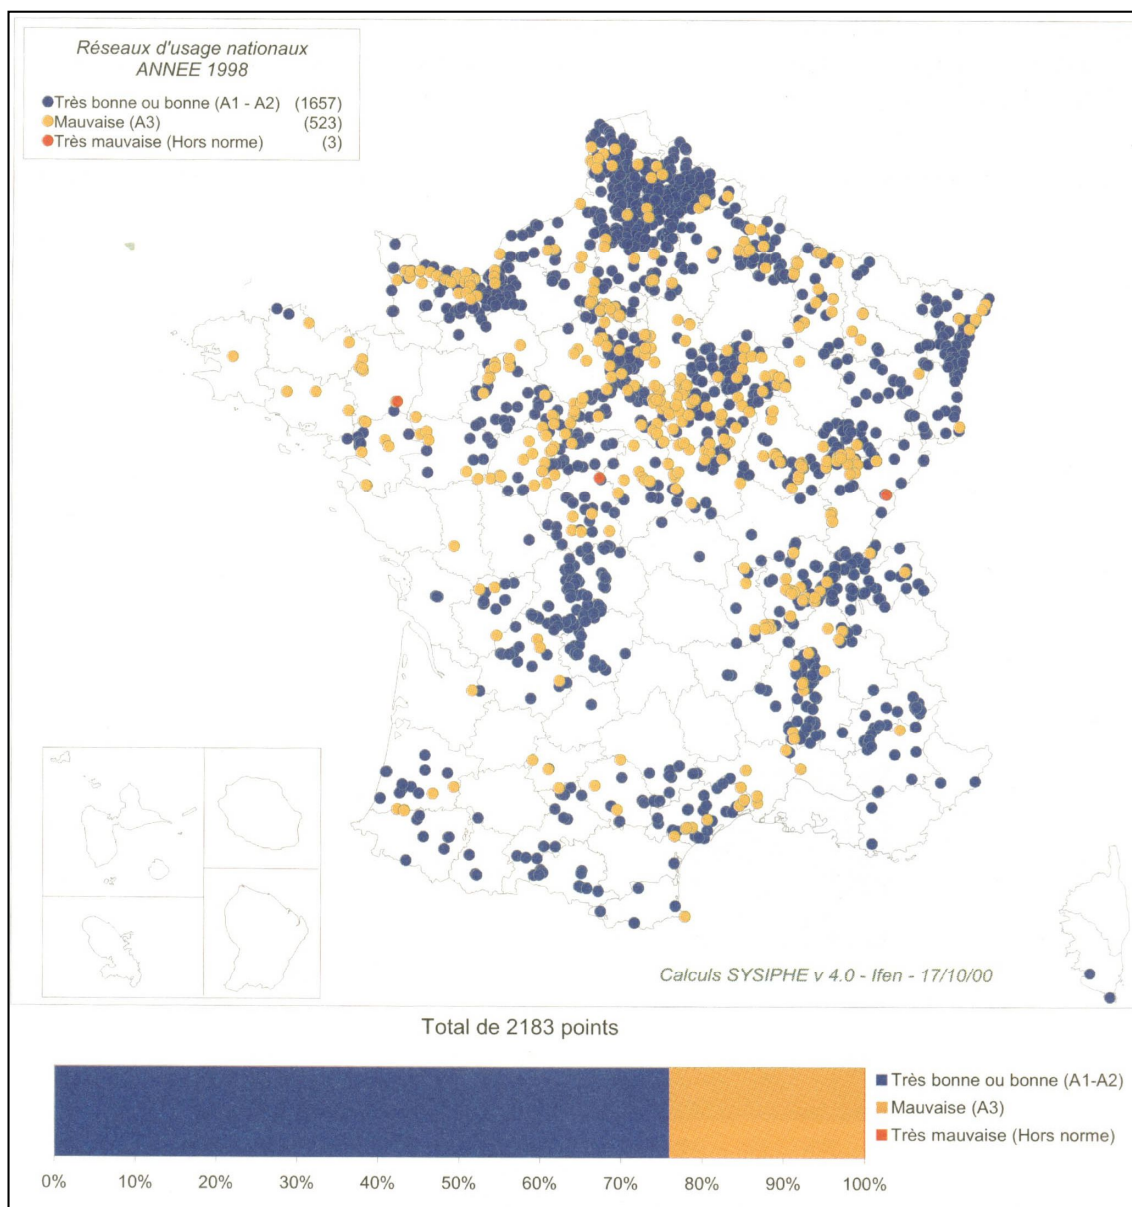 Réseaux d'usage nationaux
ANNEE 1998
Très bonne ou bonne (A1 - A2) (1657)
Mauvaise (A3) (523)
Très mauvaise (Hors norme) (3)
Calculs SYSIPHE v 4.0 - Ifen - 17/10/00
Total de 2183 points
Très bonne ou bonne (A1-A2)
Mauvaise (A3)
Très mauvaise (Hors norme)
0% 10% 20% 30% 40% 50% 60% 70% 80% 90% 100%